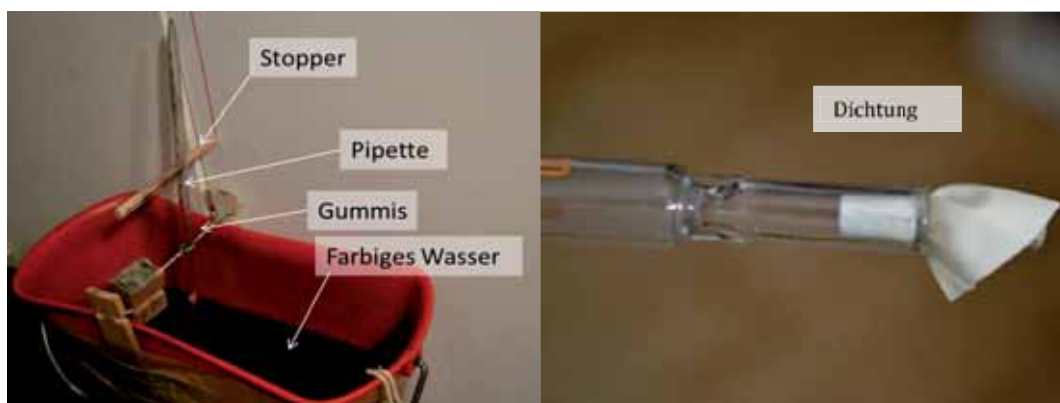 Stopper
Pipette
Gummis
Farbiges Wasser
Dichtung